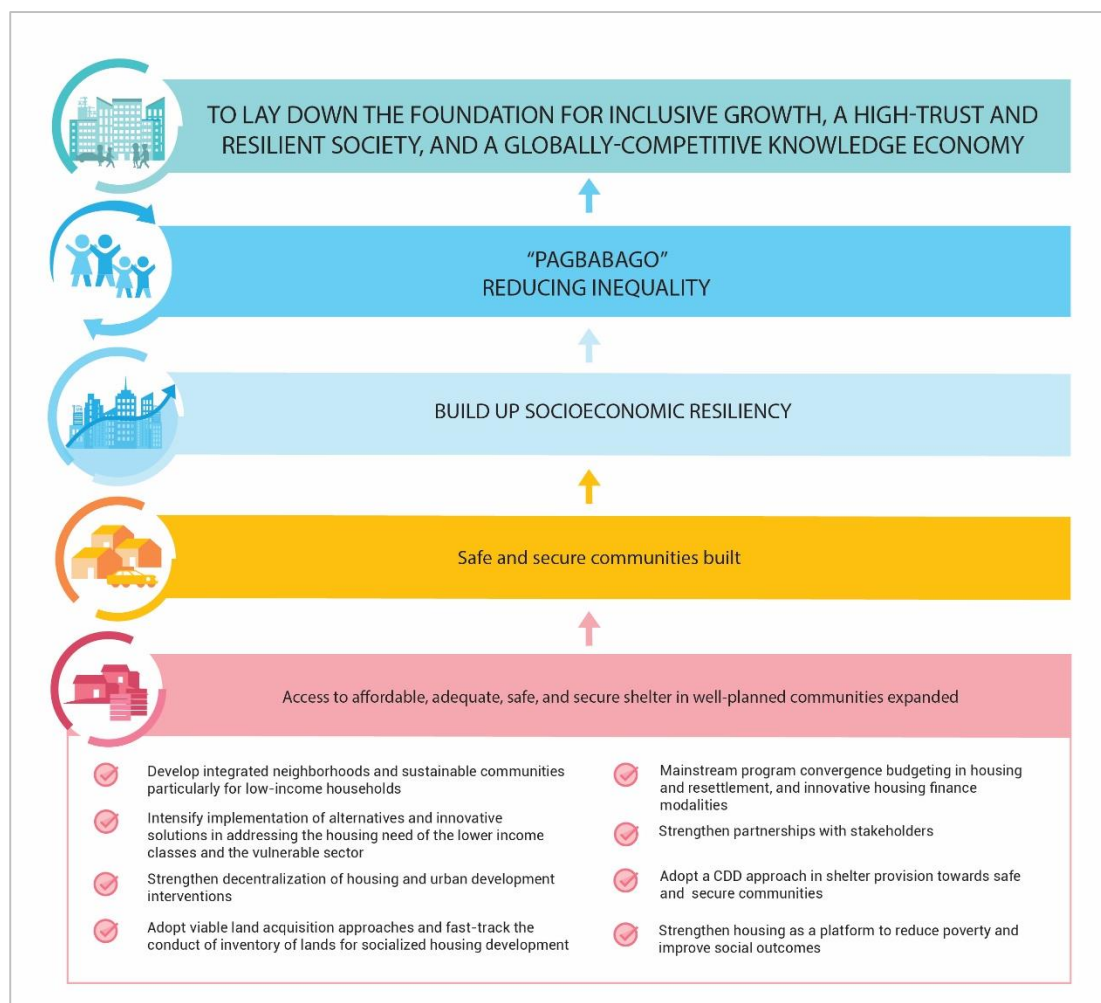 TO LAY DOWN THE FOUNDATION FOR INCLUSIVE GROWTH, A HIGH-TRUST AND
RESILIENT SOCIETY, AND A GLOBALLY-COMPETITIVE KNOWLEDGE ECONOMY
“PAGBABAGO”
REDUCING INEQUALITY
BUILD UP SOCIOECONOMIC RESILIENCY
Safe and secure communities built
Access to affordable, adequate, safe, and secure shelter in well-planned communities expanded
Develop integrated neighborhoods and sustainable communities
particularly for low-income households
Intensify implementation of alternatives and innovative
solutions in addressing the housing need of the lower income
classes and the vulnerable sector
Strengthen decentralization of housing and urban development
interventions
Adopt viable land acquisition approaches and fast-track the
conduct of inventory of lands for socialized housing development
Mainstream program convergence budgeting in housing
and resettlement, and innovative housing finance
modalities
Strengthen partnerships with stakeholders
Adopt a CDD approach in shelter provision towards safe
and secure communities
Strengthen housing as a platform to reduce poverty and
improve social outcomes